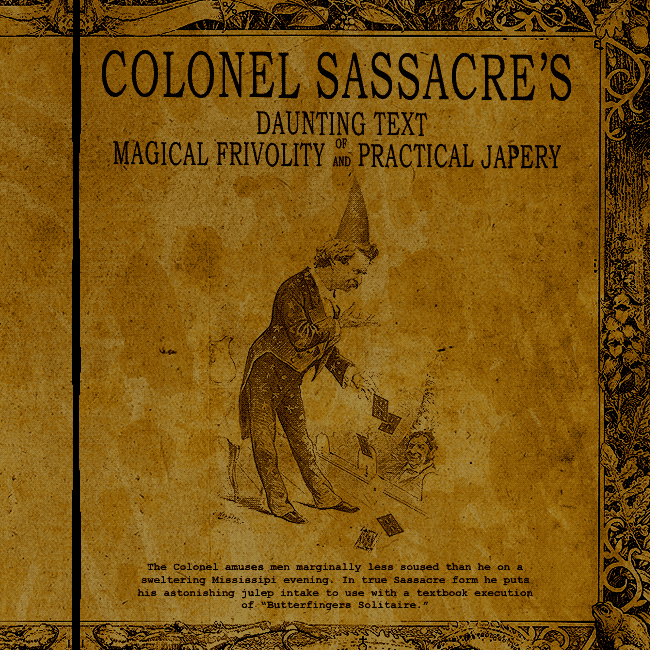 COLONEL SASSACRE'S
DAUNTING TEXT
OF
MAGICAL FRIVOLITY AND PRACTICAL JAPERY
The Colonel amuses men marginally less soused than he on a
sweltering Mississipi evening. In true Sassacre form he puts
his astonishing julep intake to use with a textbook execution
of "Butterfingers Solitaire."